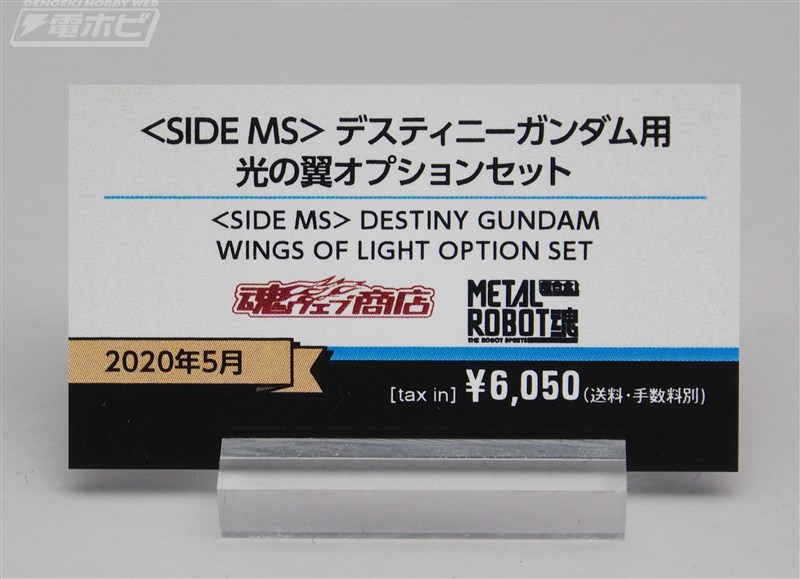 DENGEKI HOBBY WEB
電ホビ
<SIDE MS> デスティニーガンダム用
光の翼オプションセット
<SIDE MS> DESTINY GUNDAM
WINGS OF LIGHT OPTION SET
魂ウェブ商店
METAL
ROBOT魂
THE ROBOT SPIRITS
2020年5月
[tax in] ¥6,050 (送料・手数料別)